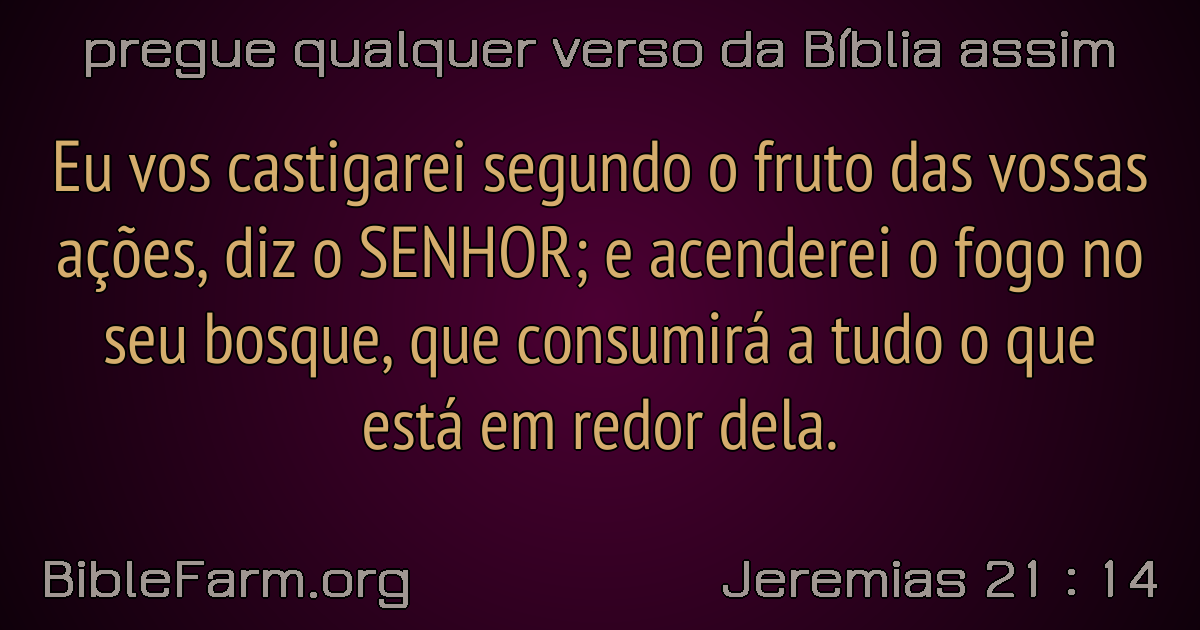 pregue qualquer verso da Bíblia assim
Eu vos castigarei segundo o fruto das vossas
ações, diz o SENHOR; e acenderei o fogo no
seu bosque, que consumirá a tudo o que
está em redor dela.
BibleFarm.org
Jeremias 21 : 14